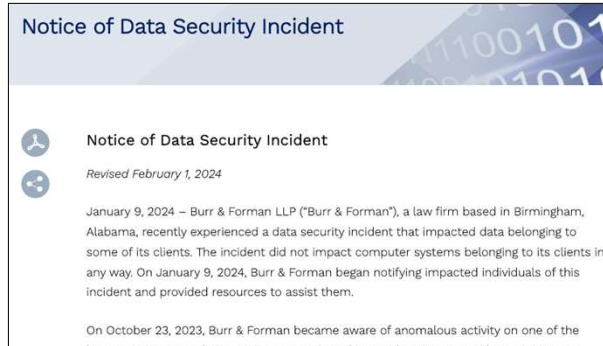 Notice of Data Security Incident
Notice of Data Security Incident
Revised February 1, 2024
January 9, 2024 – Burr & Forman LLP ("Burr & Forman"), a law firm based in Birmingham,
Alabama, recently experienced a data security incident that impacted data belonging to
some of its clients. The incident did not impact computer systems belonging to its clients in
any way. On January 9, 2024, Burr & Forman began notifying impacted individuals of this
incident and provided resources to assist them.
On October 23, 2023, Burr & Forman became aware of anomalous activity on one of the